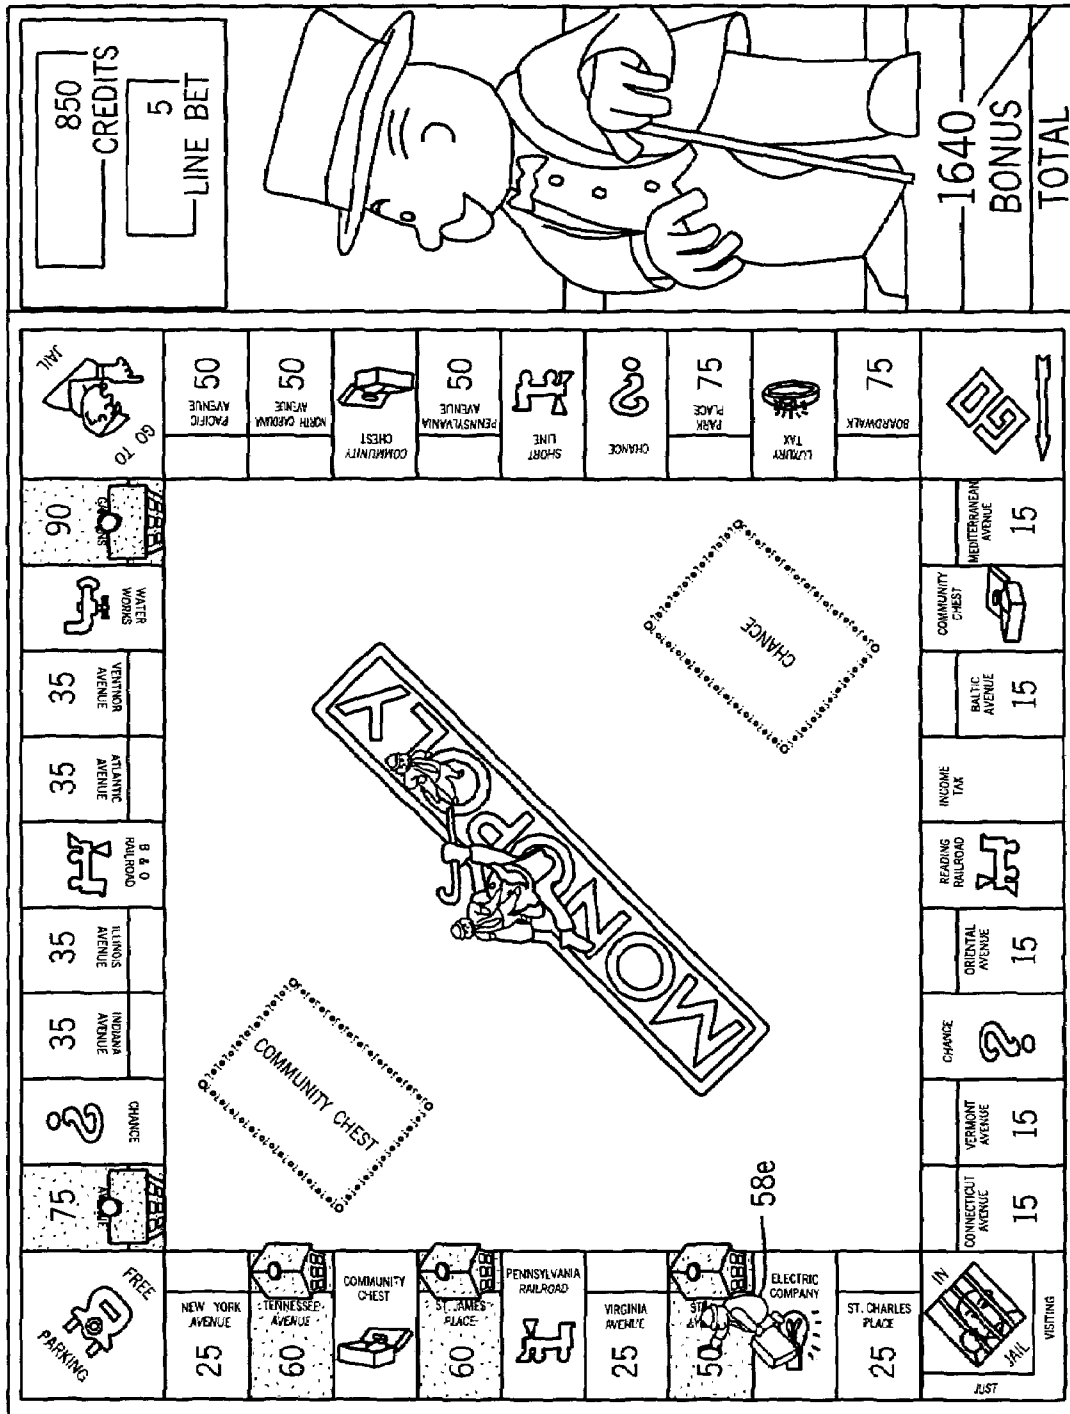 850
CREDITS
5
LINE BET
1640
BONUS
TOTAL
GO TO
JAIL
50
PACIFIC
AVENUE
50
NORTH CAROLINA
AVENUE
COMMUNITY
CHEST
50
PENNSYLVANIA
AVENUE
SHORT
LINE
CHANCE
75
PARK
PLACE
LUXURY
TAX
75
BOARDWALK
GO
MEDITERRANEAN
AVENUE
15
COMMUNITY
CHEST
BALTIC
AVENUE
15
INCOME
TAX
READING
RAILROAD
ORIENTAL
AVENUE
15
CHANCE
VERMONT
AVENUE
15
CONNECTICUT
AVENUE
15
IN
JAIL
JUST
VISITING
ST. CHARLES
PLACE
25
ELECTRIC
COMPANY
50
58e
VIRGINIA
AVENUE
25
PENNSYLVANIA
RAILROAD
ST. JAMES
PLACE
60
COMMUNITY
CHEST
TENNESSEE
AVENUE
60
NEW YORK
AVENUE
25
FREE
PARKING
75
CHANCE
35
INDIANA
AVENUE
35
ILLINOIS
AVENUE
B & O
RAILROAD
35
ATLANTIC
AVENUE
35
VENTNOR
AVENUE
WATER
WORKS
90
COMMUNITY CHEST
MONOPOLY
CHANCE